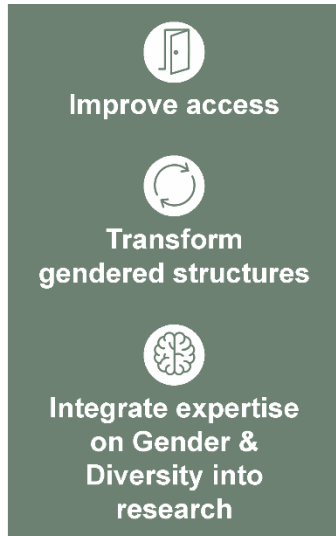 Improve access
Transform
gendered structures
Integrate expertise
on Gender &
Diversity into
research